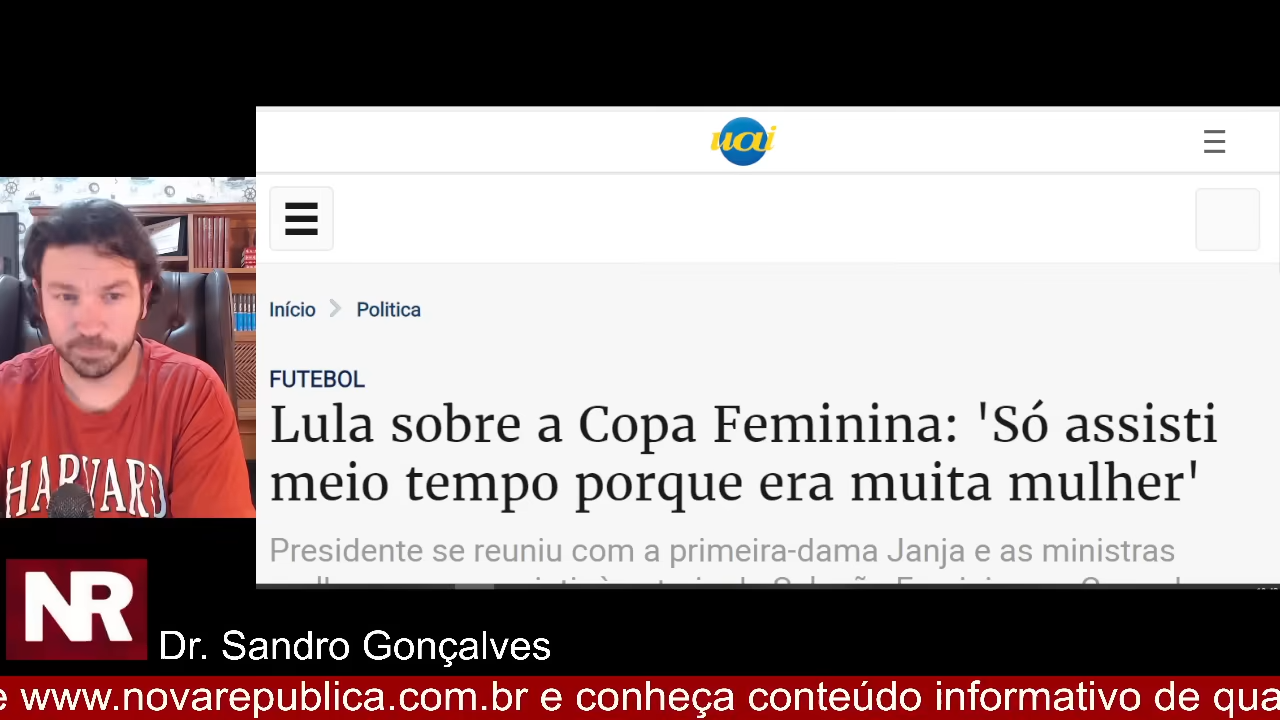 uai
Início
Politica
FUTEBOL
Lula sobre a Copa Feminina: 'Só assisti
meio tempo porque era muita mulher'
Presidente se reuniu com a primeira-dama Janja e as ministras
HARVARD
NR
Dr. Sandro Gonçalves
e www.novarepublica.com.br e conheça conteúdo informativo de qua